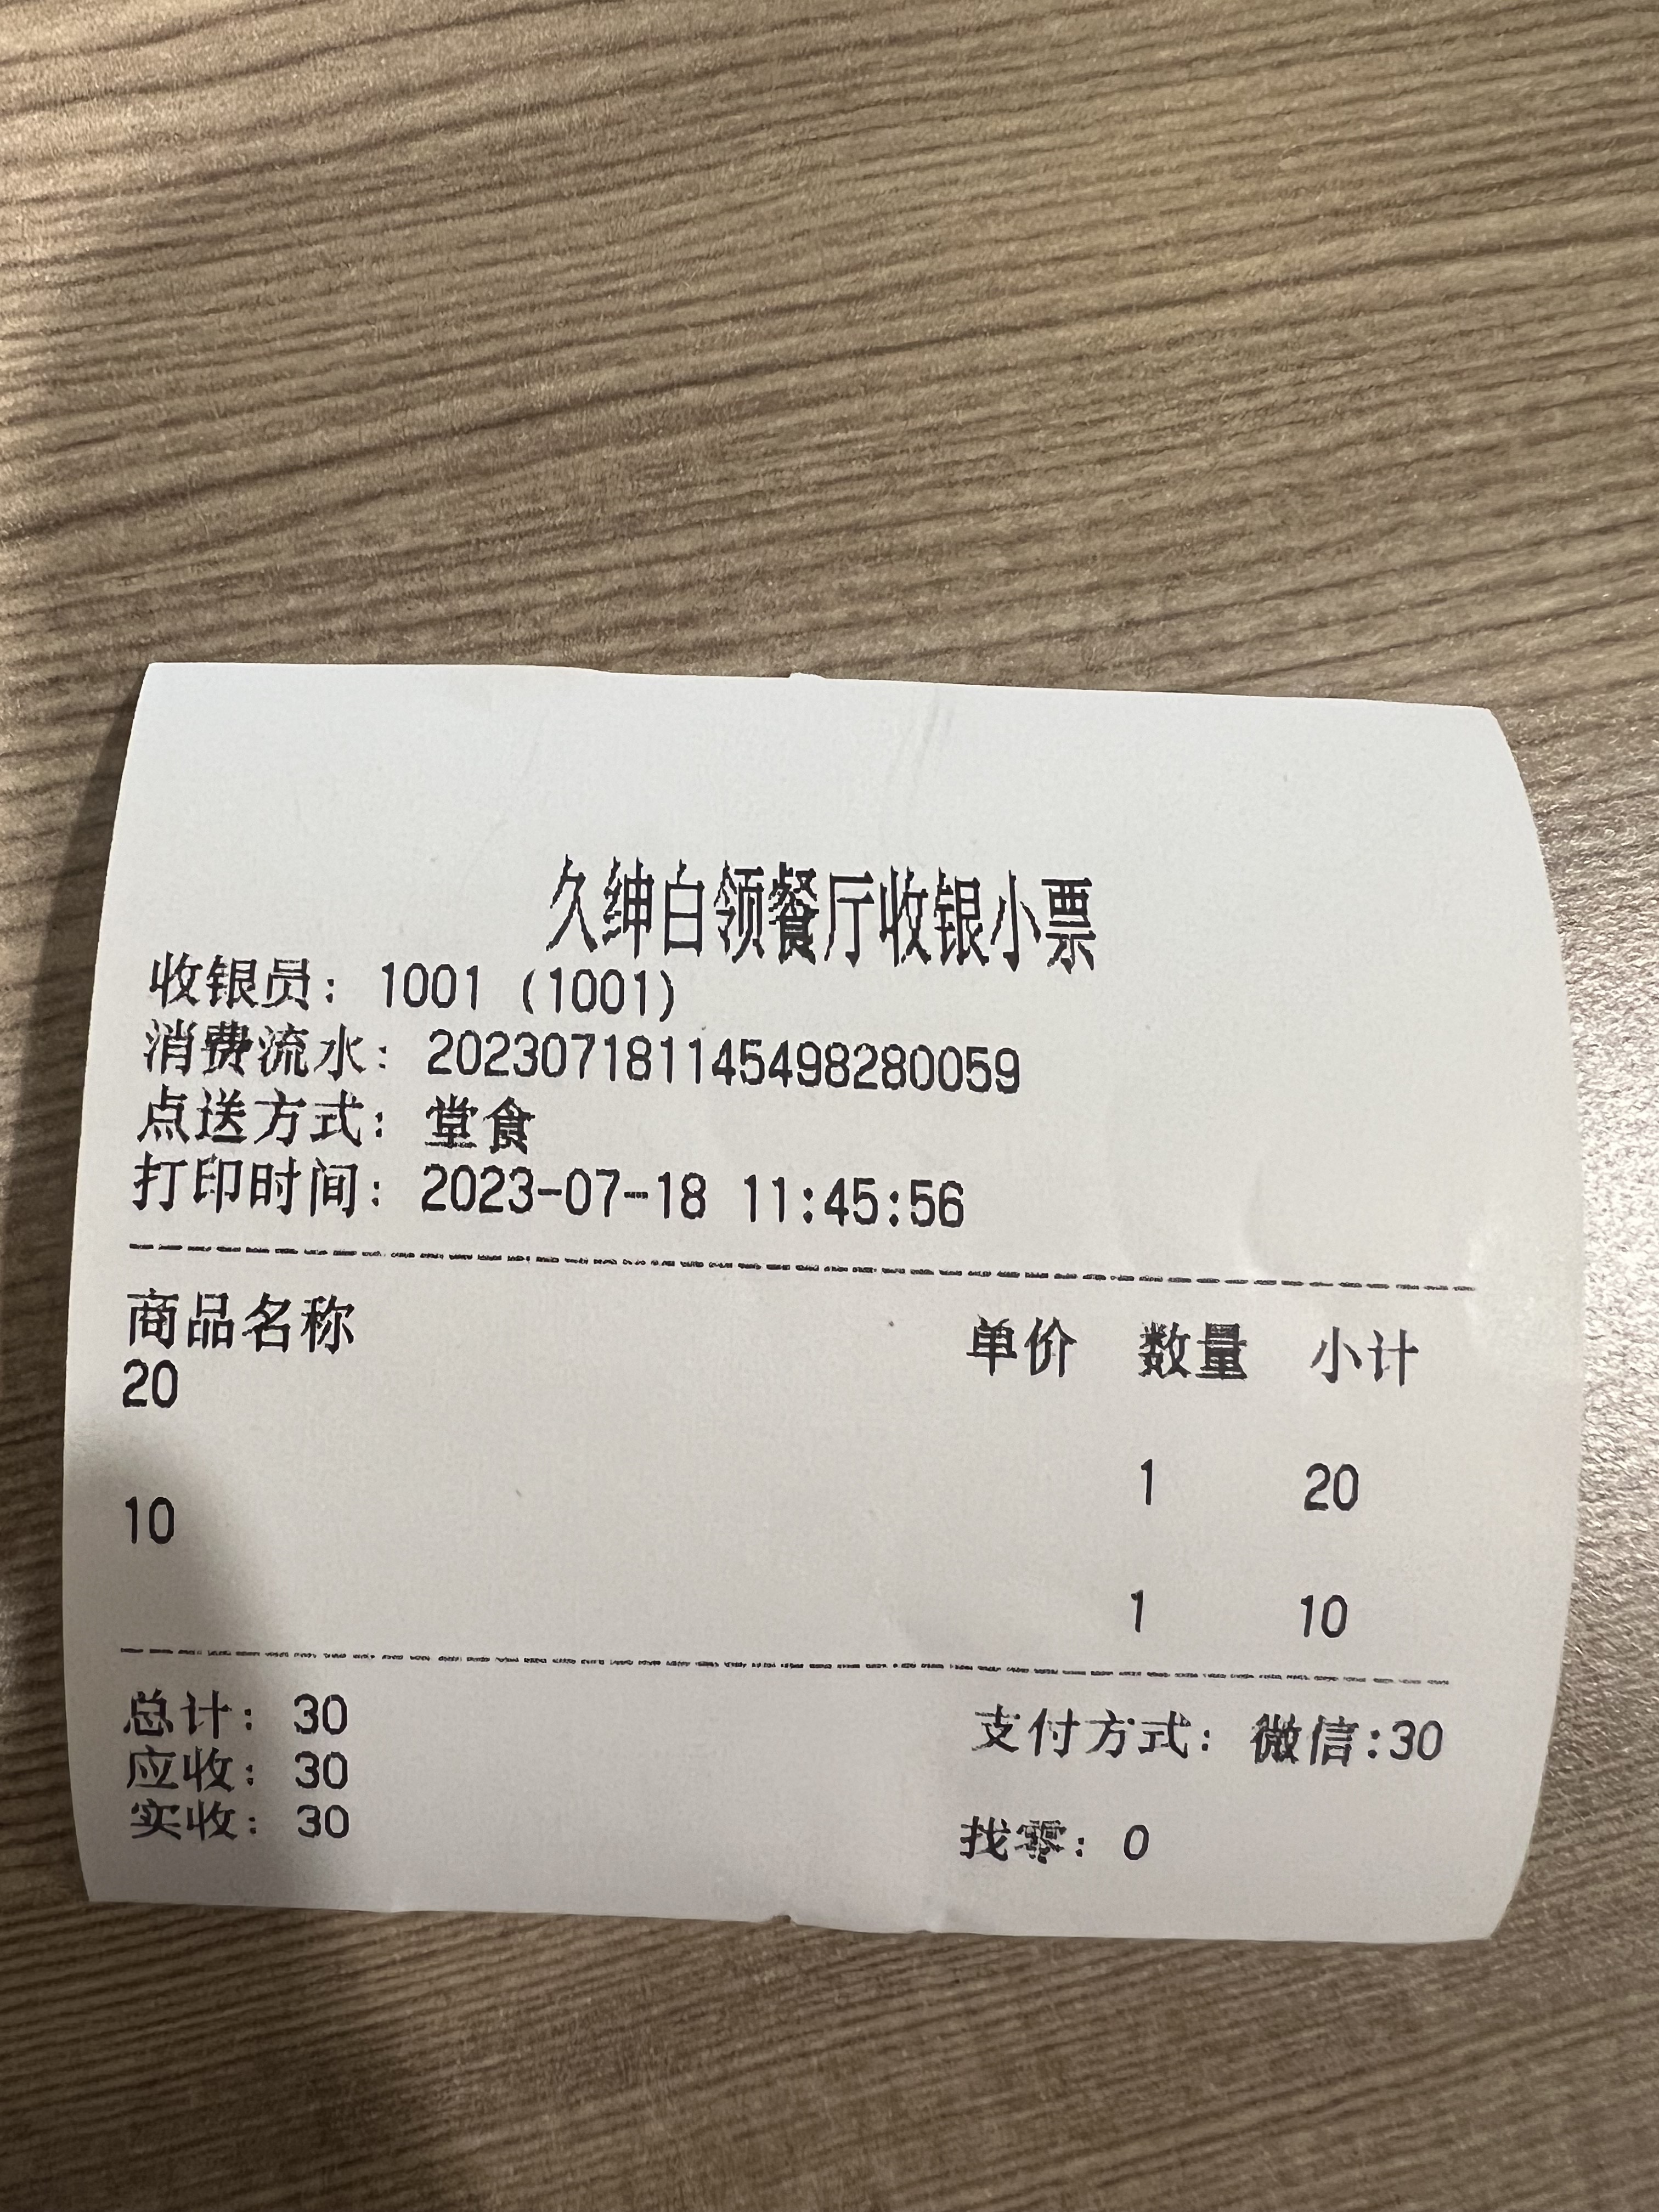 久绅白领餐厅收银小票
收银员: 1001 (1001)
消费流水: 2023071811454982800​59
点送方式: 堂食
打印时间: 2023-07-18 11:45:56
商品名称 单价 数量 小计
20
1 20
10
1 10
总计: 30 支付方式: 微信:30
应收: 30
实收: 30 找零: 0